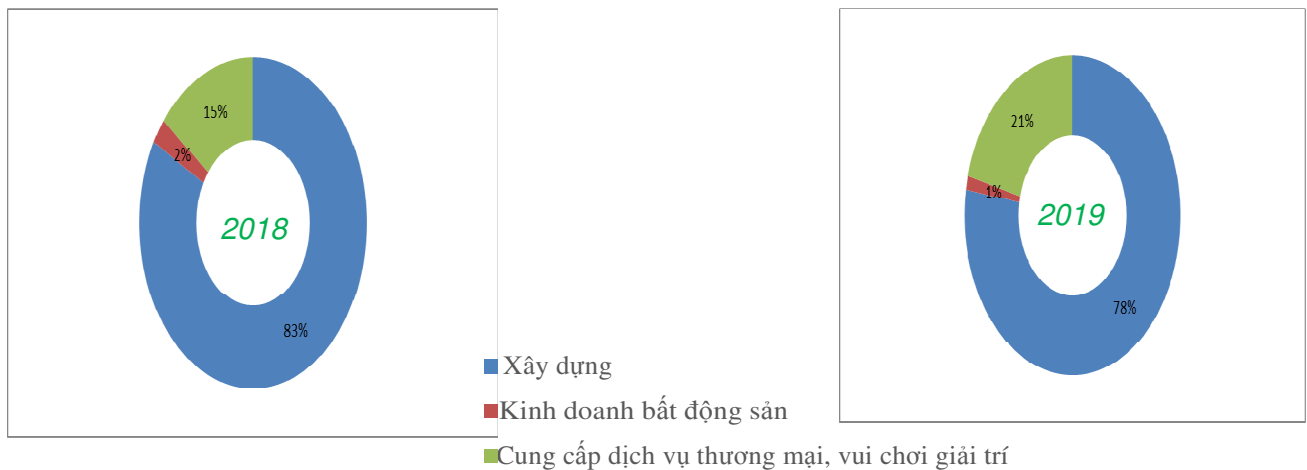 15%
2%
2018
83%
21%
1%
2019
78%
Xây dựng
Kinh doanh bất động sản
Cung cấp dịch vụ thương mại, vui chơi giải trí